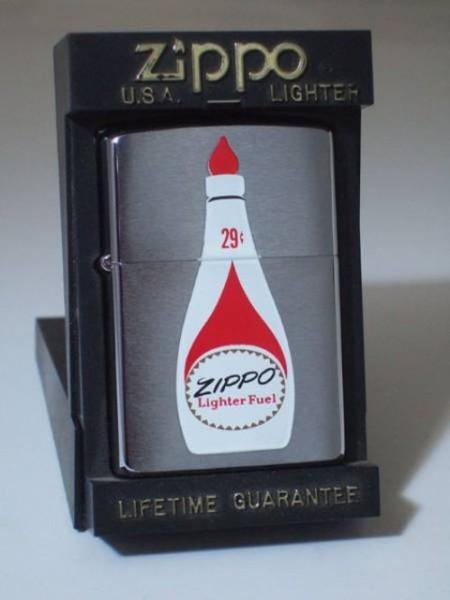 zippo
U.S.A. LIGHTER
29¢
ZIPPO
Lighter Fuel
LIFETIME GUARANTEE